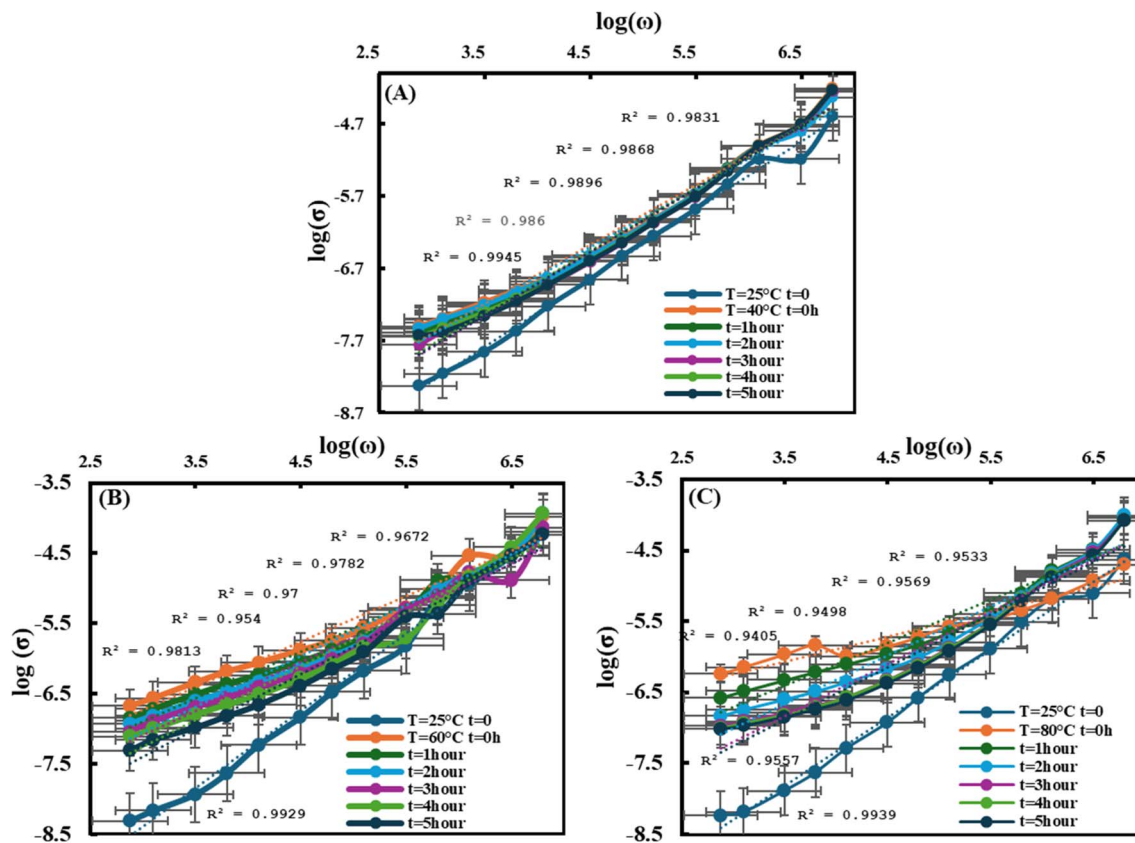 log(ω)
2.5 3.5 4.5 5.5 6.5
(A)
-4.7
-5.7
-6.7
-7.7
-8.7
log(σ)
R² = 0.9831
R² = 0.9868
R² = 0.9896
R² = 0.986
R² = 0.9945
T=25°C t=0
T=40°C t=0h
t=1hour
t=2hour
t=3hour
t=4hour
t=5hour
log(ω)
2.5 3.5 4.5 5.5 6.5
(B)
-3.5
-4.5
-5.5
-6.5
-7.5
-8.5
log (σ)
R² = 0.9672
R² = 0.9782
R² = 0.97
R² = 0.954
R² = 0.9813
R² = 0.9929
T=25°C t=0
T=60°C t=0h
t=1hour
t=2hour
t=3hour
t=4hour
t=5hour
log(ω)
2.5 3.5 4.5 5.5 6.5
(C)
-3.5
-4.5
-5.5
-6.5
-7.5
-8.5
log(σ)
R² = 0.9533
R² = 0.9569
R² = 0.9498
R² = 0.9405
R² = 0.9557
R² = 0.9939
T=25°C t=0
T=80°C t=0h
t=1hour
t=2hour
t=3hour
t=4hour
t=5hour